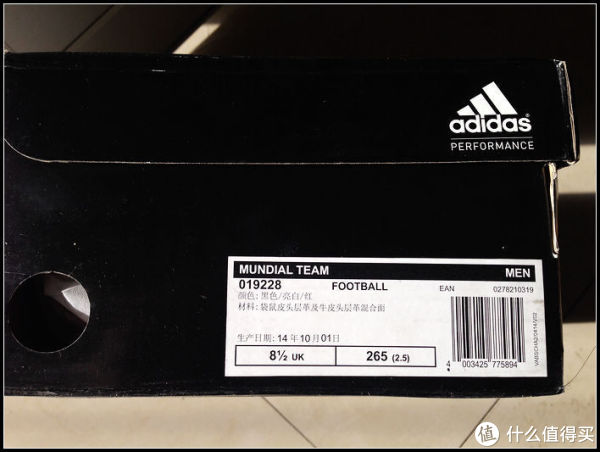 adidas
PERFORMANCE
MUNDIAL TEAM MEN
019228 FOOTBALL EAN 0278210319
颜色: 黑色/亮白/红
材料: 袋鼠皮头层革及牛皮头层革混合面
生产日期: 14年10月01日
8½ UK 265 (2.5)
4 003425 775894
值 什么值得买